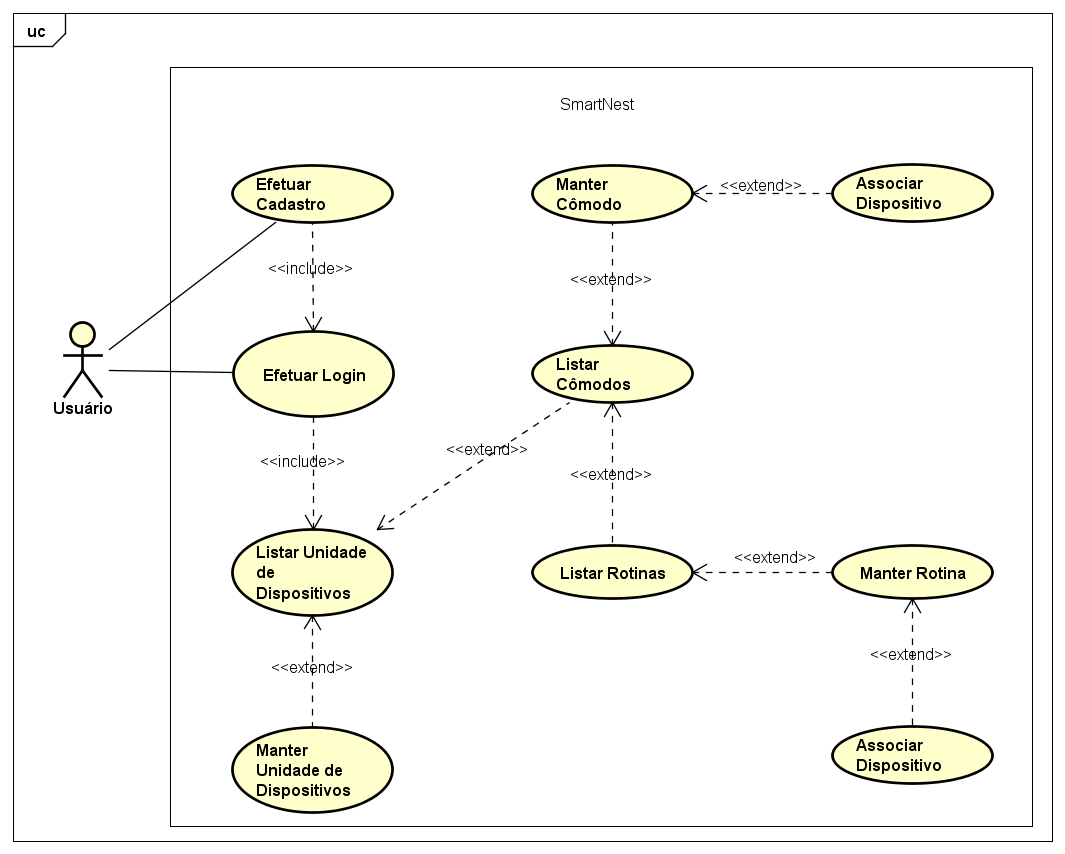 uc
SmartNest
Efetuar
Cadastro
Manter
Cômodo
<<extend>>
Associar
Dispositivo
<<include>>
<<extend>>
Usuário
Efetuar Login
Listar
Cômodos
<<include>>
<<extend>>
<<extend>>
Listar Unidade
de
Dispositivos
Listar Rotinas
<<extend>>
Manter Rotina
<<extend>>
<<extend>>
Manter
Unidade de
Dispositivos
Associar
Dispositivo